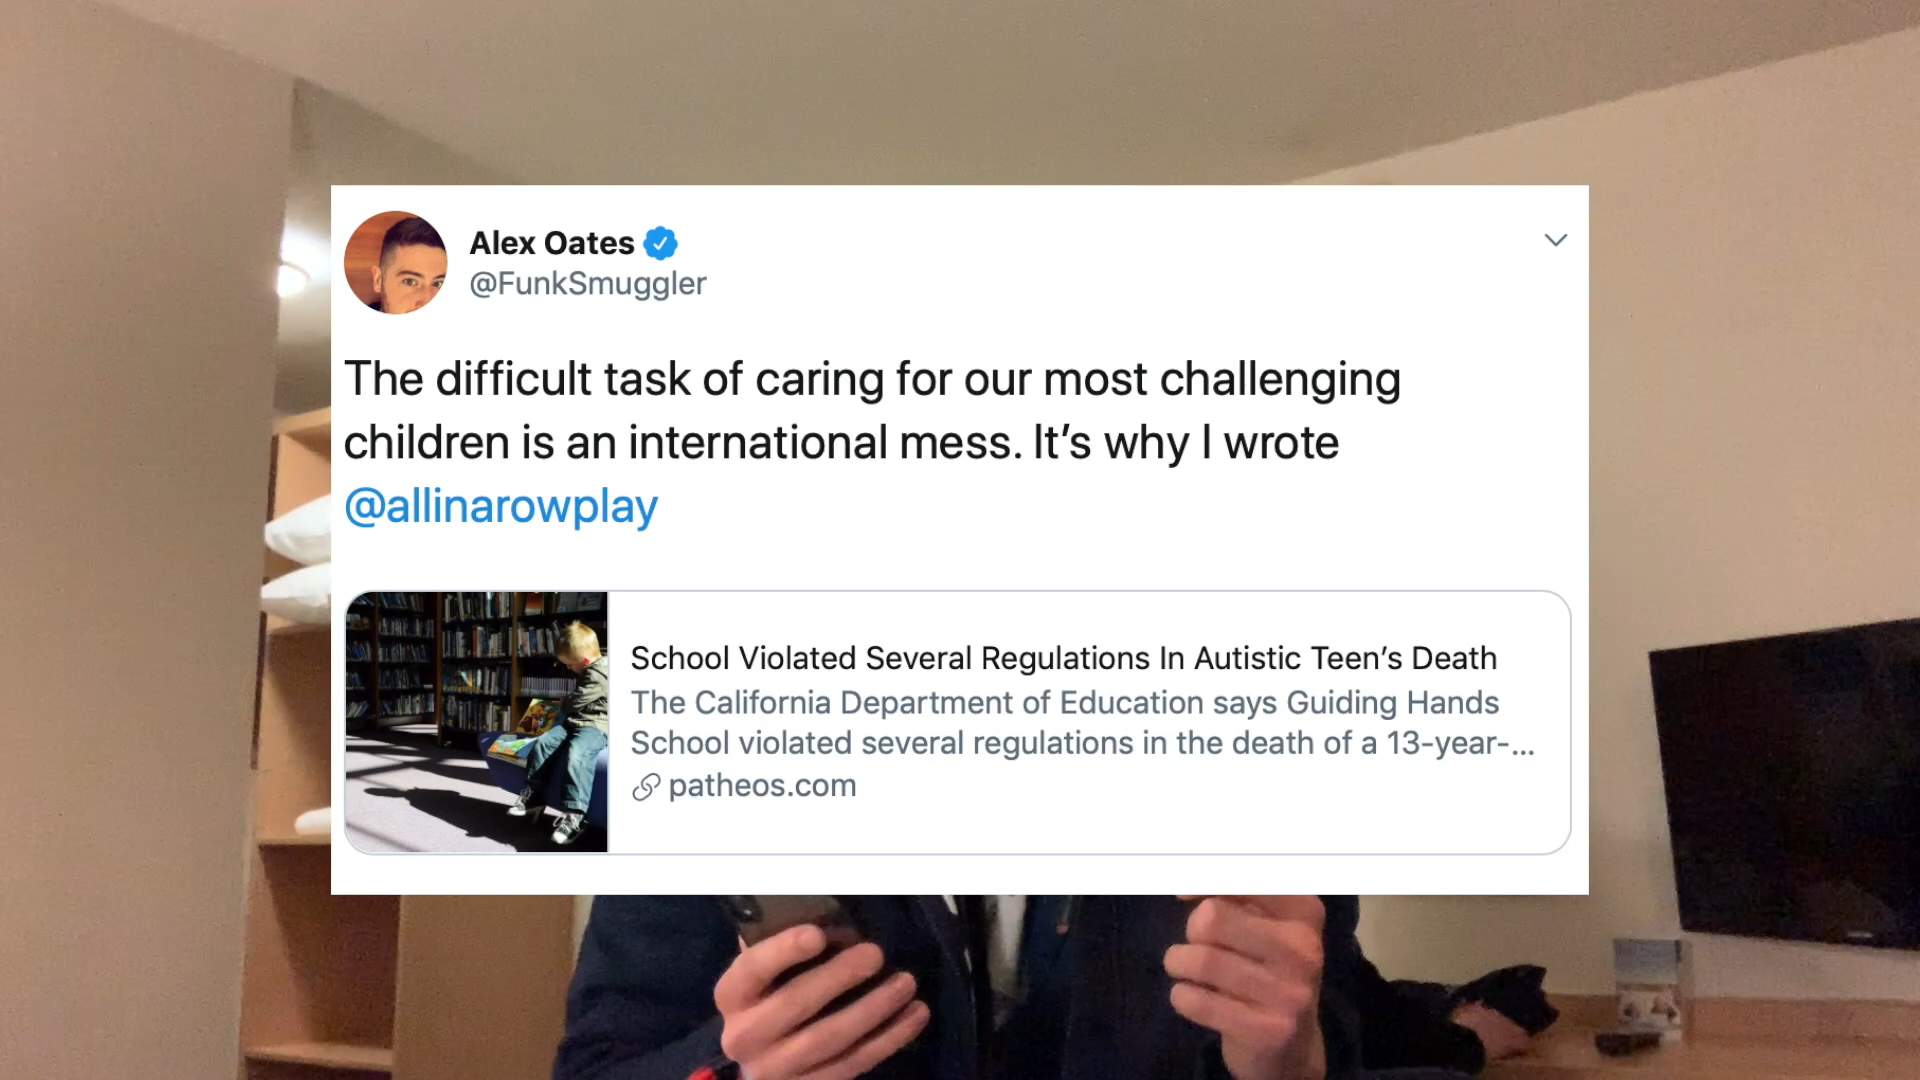 Alex Oates
@FunkSmuggler
The difficult task of caring for our most challenging
children is an international mess. It’s why I wrote
@allinarowplay
School Violated Several Regulations In Autistic Teen’s Death
The California Department of Education says Guiding Hands
School violated several regulations in the death of a 13-year-...
patheos.com